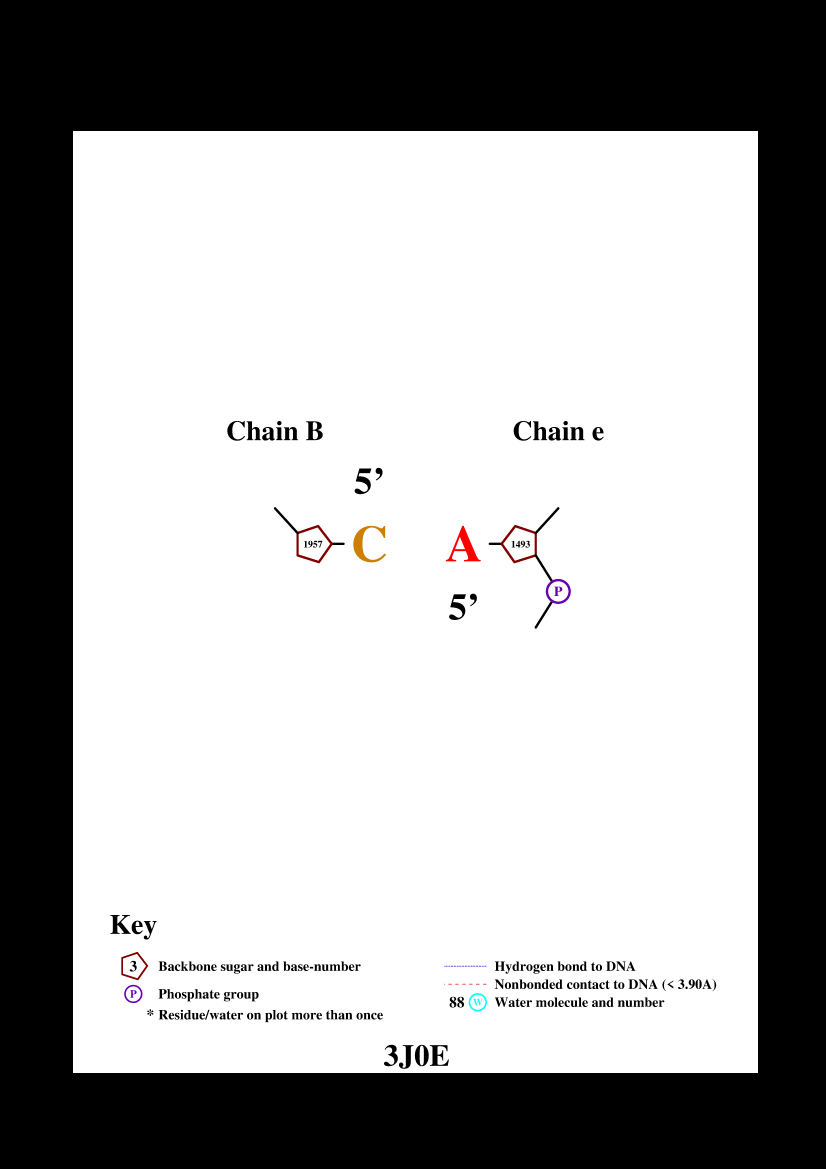 Chain B Chain e
5’
1957 C A 1493
P
5’
Key
3 Backbone sugar and base-number
P Phosphate group
* Residue/water on plot more than once
Hydrogen bond to DNA
Nonbonded contact to DNA (< 3.90A)
88 W Water molecule and number
3J0E